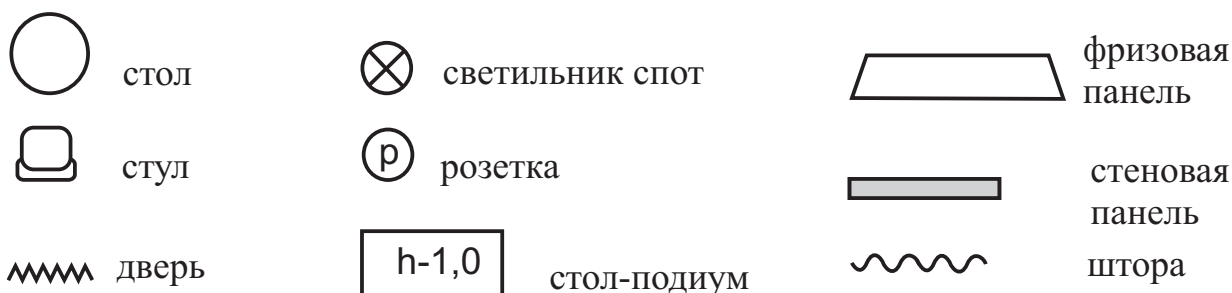 стол
светильник спот
фризовая
панель
стул
р розетка
стеновая
панель
дверь
h-1,0 стол-подиум
штора